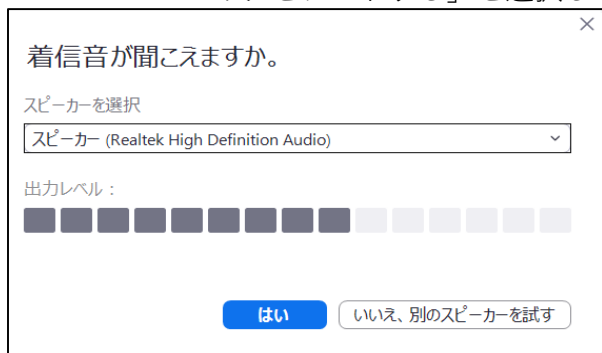 着信音が聞こえますか。
スピーカーを選択
スピーカー (Realtek High Definition Audio)
出力レベル：
はい
いいえ、別のスピーカーを試す